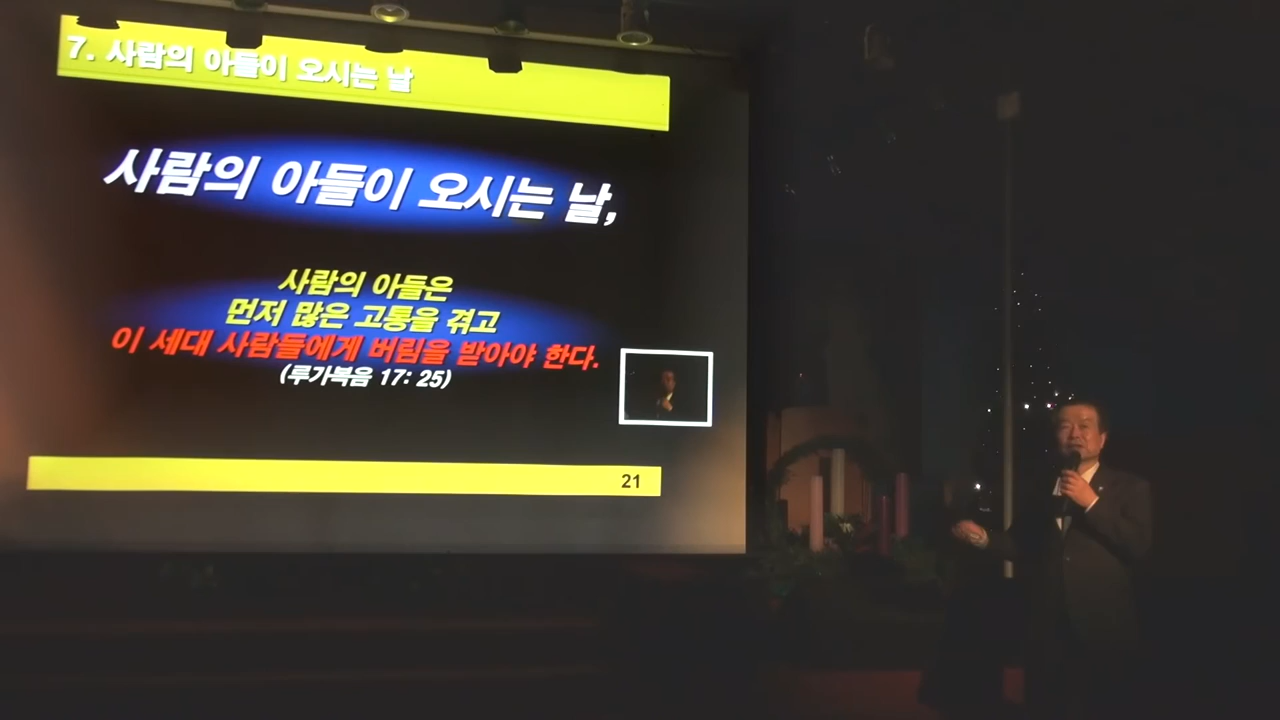 7. 사람의 아들이 오시는 날
사람의 아들이 오시는 날,
사람의 아들은
먼저 많은 고통을 겪고
이 세대 사람들에게 버림을 받아야 한다.
(루가복음 17: 25)
21